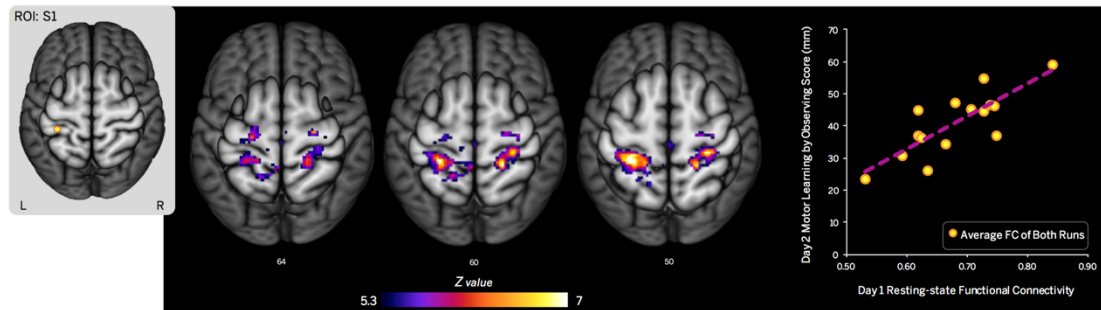 ROI: S1
L
R
64
60
50
Z value
5.3
7
Day 2 Motor Learning by Observing Score (mm)
70
60
50
40
30
20
10
0
Average FC of Both Runs
0.50
0.60
0.70
0.80
0.90
Day 1 Resting-state Functional Connectivity